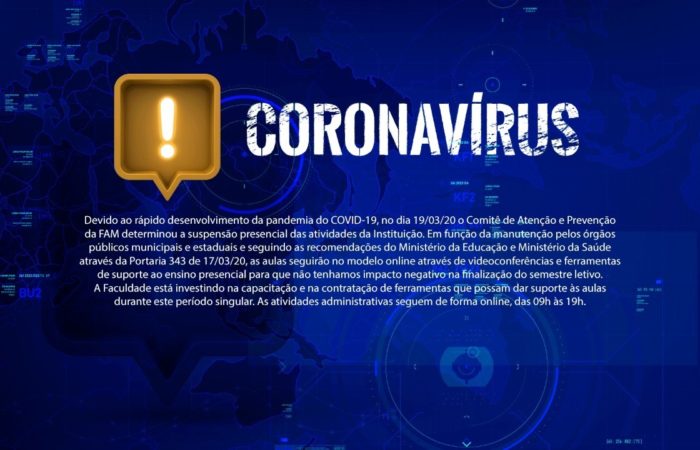 !
CORONAVÍRUS
Devido ao rápido desenvolvimento da pandemia do COVID-19, no dia 19/03/20 o Comitê de Atenção e Prevenção
da FAM determinou a suspensão presencial das atividades da Instituição. Em função da manutenção pelos órgãos
públicos municipais e estaduais e seguindo as recomendações do Ministério da Educação e Ministério da Saúde
através da Portaria 343 de 17/03/20, as aulas seguirão no modelo online através de videoconferências e ferramentas
de suporte ao ensino presencial para que não tenhamos impacto negativo na finalização do semestre letivo.
A Faculdade está investindo na capacitação e na contratação de ferramentas que possam dar suporte às aulas
durante este período singular. As atividades administrativas seguem de forma online, das 09h às 19h.
KFZ
BU2